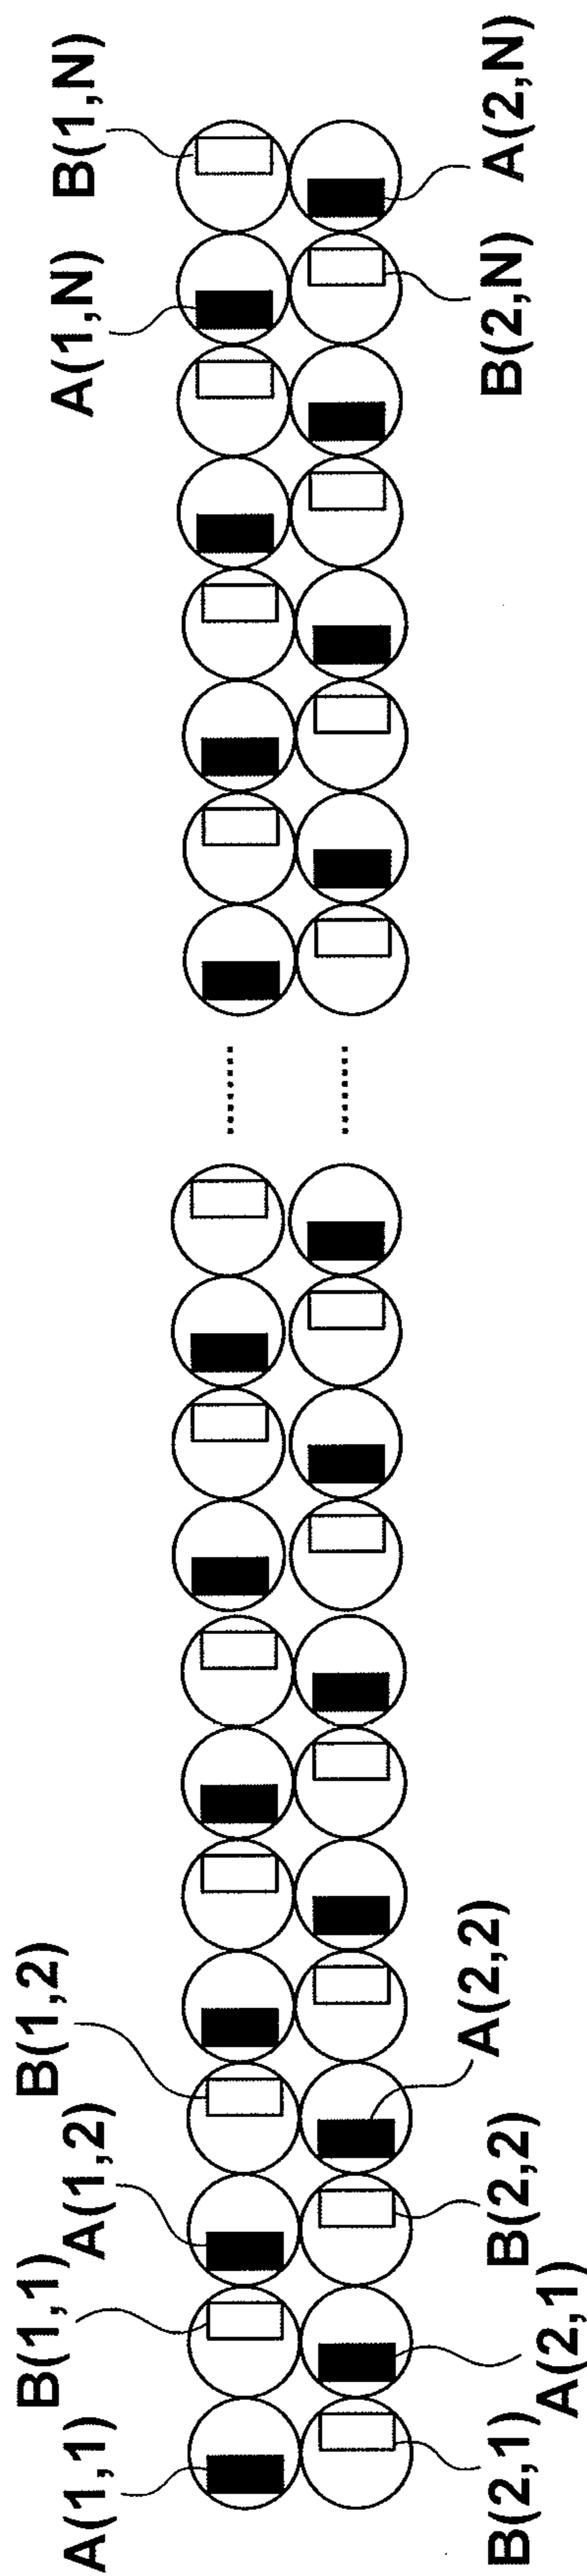 A(1,1)
B(1,1)
A(1,2)
B(1,2)
A(1,N)
B(1,N)
B(2,1)
A(2,1)
B(2,2)
A(2,2)
B(2,N)
A(2,N)